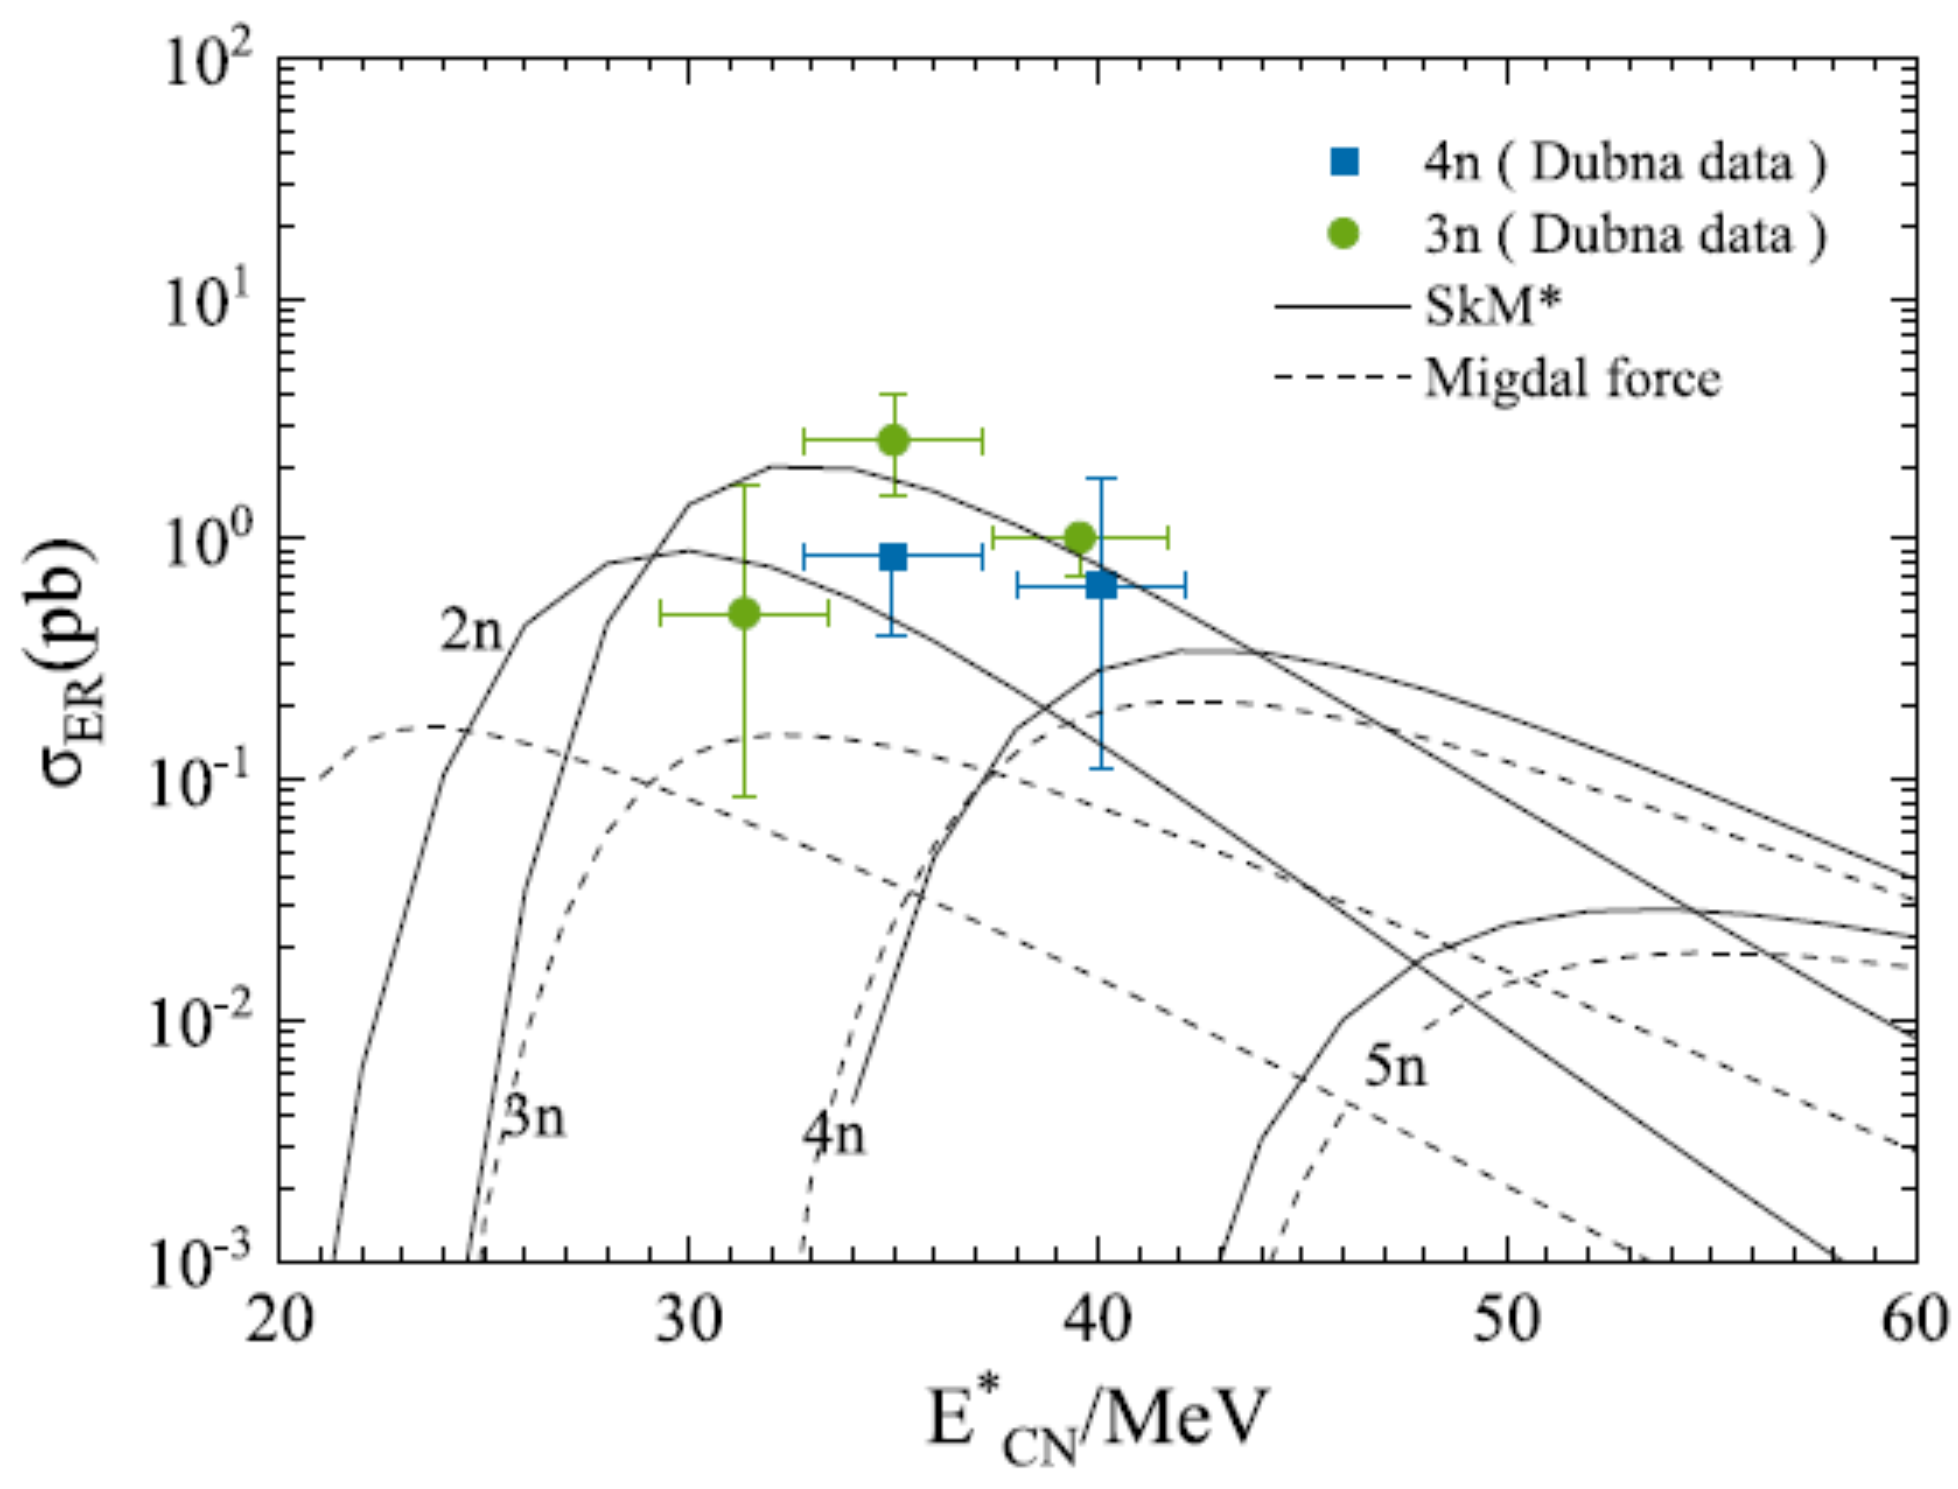 10²
10¹
10⁰
10⁻¹
10⁻²
10⁻³
σER(pb)
4n ( Dubna data )
3n ( Dubna data )
SkM*
Migdal force
2n
3n
4n
5n
20 30 40 50 60
E*CN/MeV